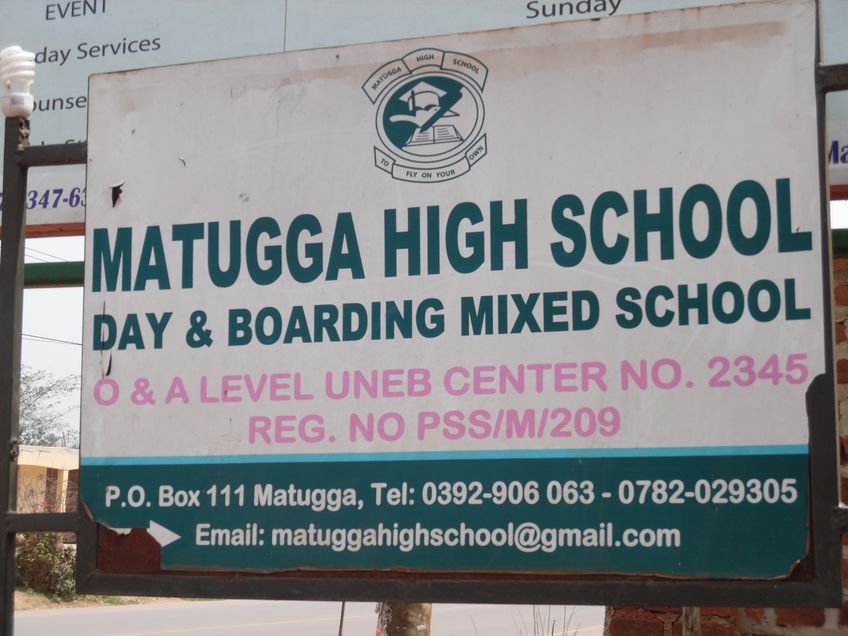 EVENT
Sunday
day Services
347-63
MATUGGA HIGH SCHOOL
TO FLY ON YOUR OWN
MATUGGA HIGH SCHOOL
DAY & BOARDING MIXED SCHOOL
O & A LEVEL UNEB CENTER NO. 2345
REG. NO PSS/M/209
P.O. Box 111 Matugga, Tel: 0392-906 063 - 0782-029305
Email: matuggahighschool@gmail.com